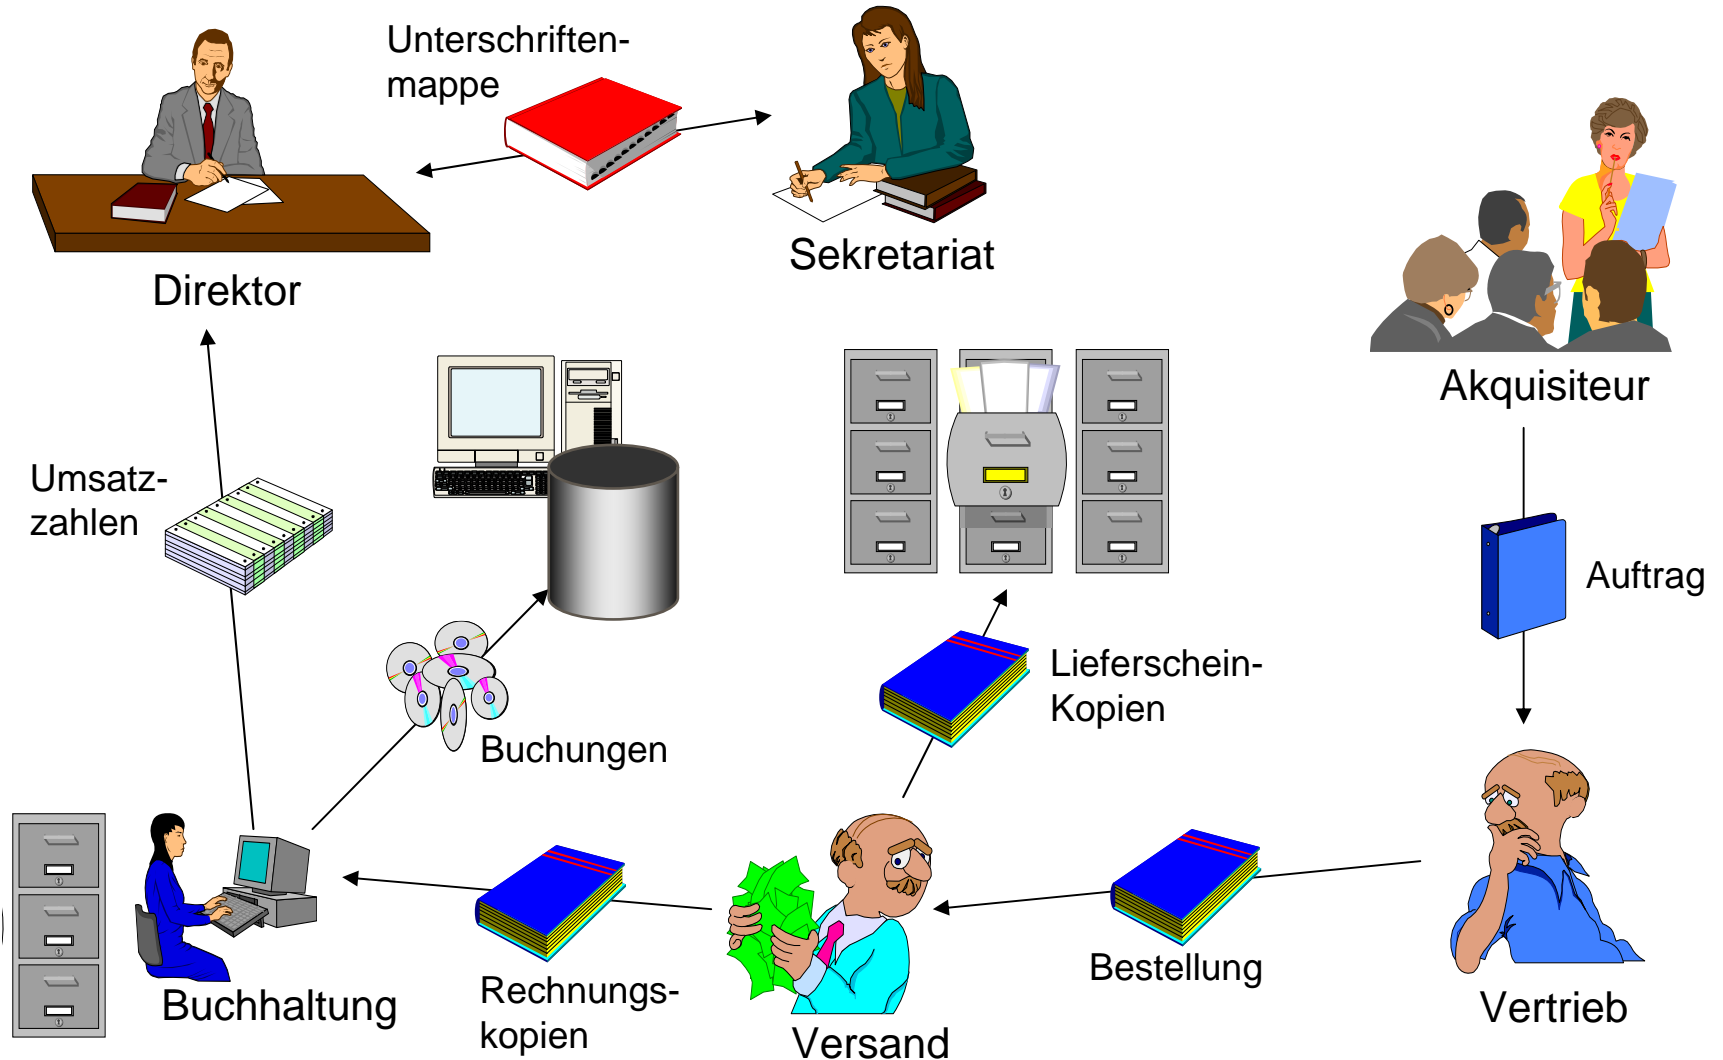 Unterschriften-
mappe
Sekretariat
Direktor
Akquisiteur
Umsatz-
zahlen
Auftrag
Lieferschein-
Kopien
Buchungen
Bestellung
Rechnungs-
kopien
Buchhaltung
Versand
Vertrieb